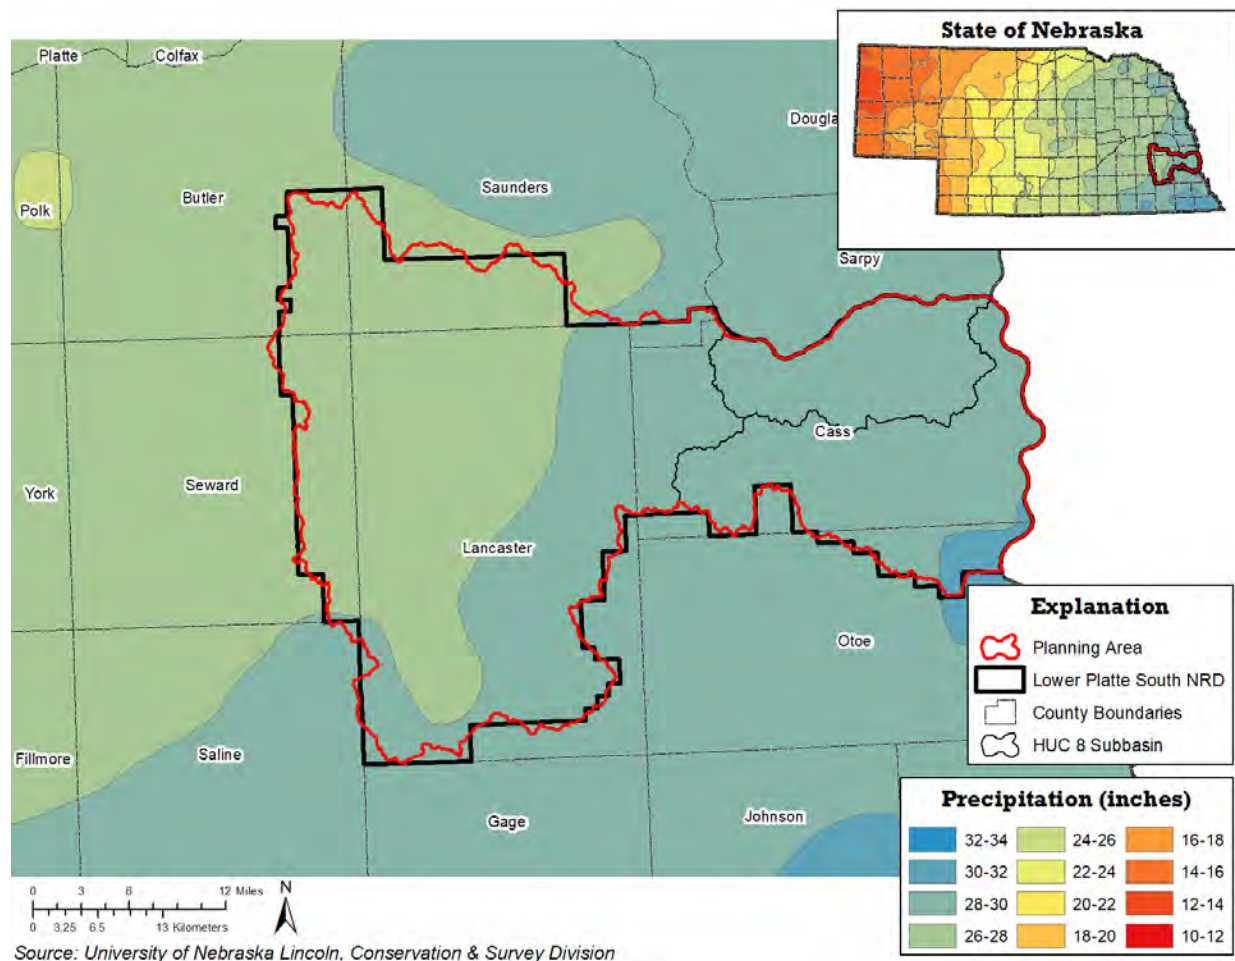 State of Nebraska
Platte
Colfax
Dougla
Saunders
Butler
Polk
Sarpy
Cass
York
Seward
Lancaster
Otoe
Saline
Fillmore
Gage
Johnson
Explanation
Planning Area
Lower Platte South NRD
County Boundaries
HUC 8 Subbasin
Precipitation (inches)
32-34 24-26 16-18
30-32 22-24 14-16
28-30 20-22 12-14
26-28 18-20 10-12
0 3 6 12 Miles
0 3.25 6.5 13 Kilometers
N
Source: University of Nebraska Lincoln, Conservation & Survey Division